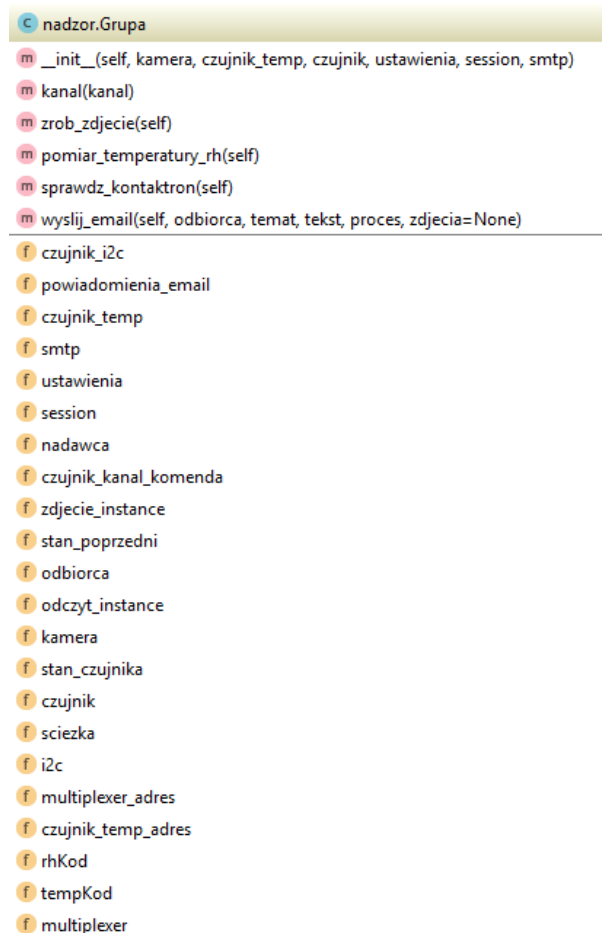 C nadzor.Grupa
m __init__(self, kamera, czujnik_temp, czujnik, ustawienia, session, smtp)
m kanal(kanal)
m zrob_zdjecie(self)
m pomiar_temperatury_rh(self)
m sprawdz_kontaktron(self)
m wyslij_email(self, odbiorca, temat, tekst, proces, zdjecia=None)
f czujnik_i2c
f powiadomienia_email
f czujnik_temp
f smtp
f ustawienia
f session
f nadawca
f czujnik_kanal_komenda
f zdjecie_instance
f stan_poprzedni
f odbiorca
f odczyt_instance
f kamera
f stan_czujnika
f czujnik
f sciezka
f i2c
f multiplexer_adres
f czujnik_temp_adres
f rhKod
f tempKod
f multiplexer